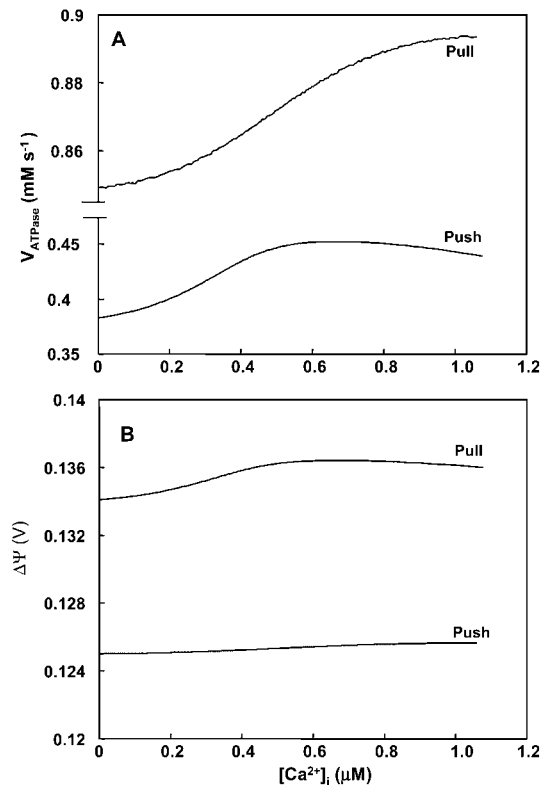 0.9
A
Pull
0.88
0.86
V_ATPase (mM s⁻¹)
0.45
Push
0.4
0.35
0 0.2 0.4 0.6 0.8 1.0 1.2
0.14
B
Pull
0.136
0.132
ΔΨ (V)
0.128
Push
0.124
0.12
0 0.2 0.4 0.6 0.8 1.0 1.2
[Ca²⁺]ᵢ (μM)